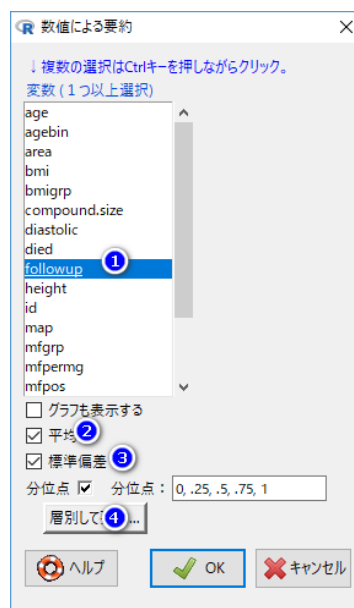 数値による要約
↓複数の選択はCtrlキーを押しながらクリック。
変数(1つ以上選択)
age
agebin
area
bmi
bmigrp
compound.size
diastolic
died
followup 1
height
id
map
mfgrp
mfpermg
mfpos
グラフも表示する
平均 2
標準偏差 3
分位点 分位点: 0, .25, .5, .75, 1
層別して 4 ...
ヘルプ OK キャンセル